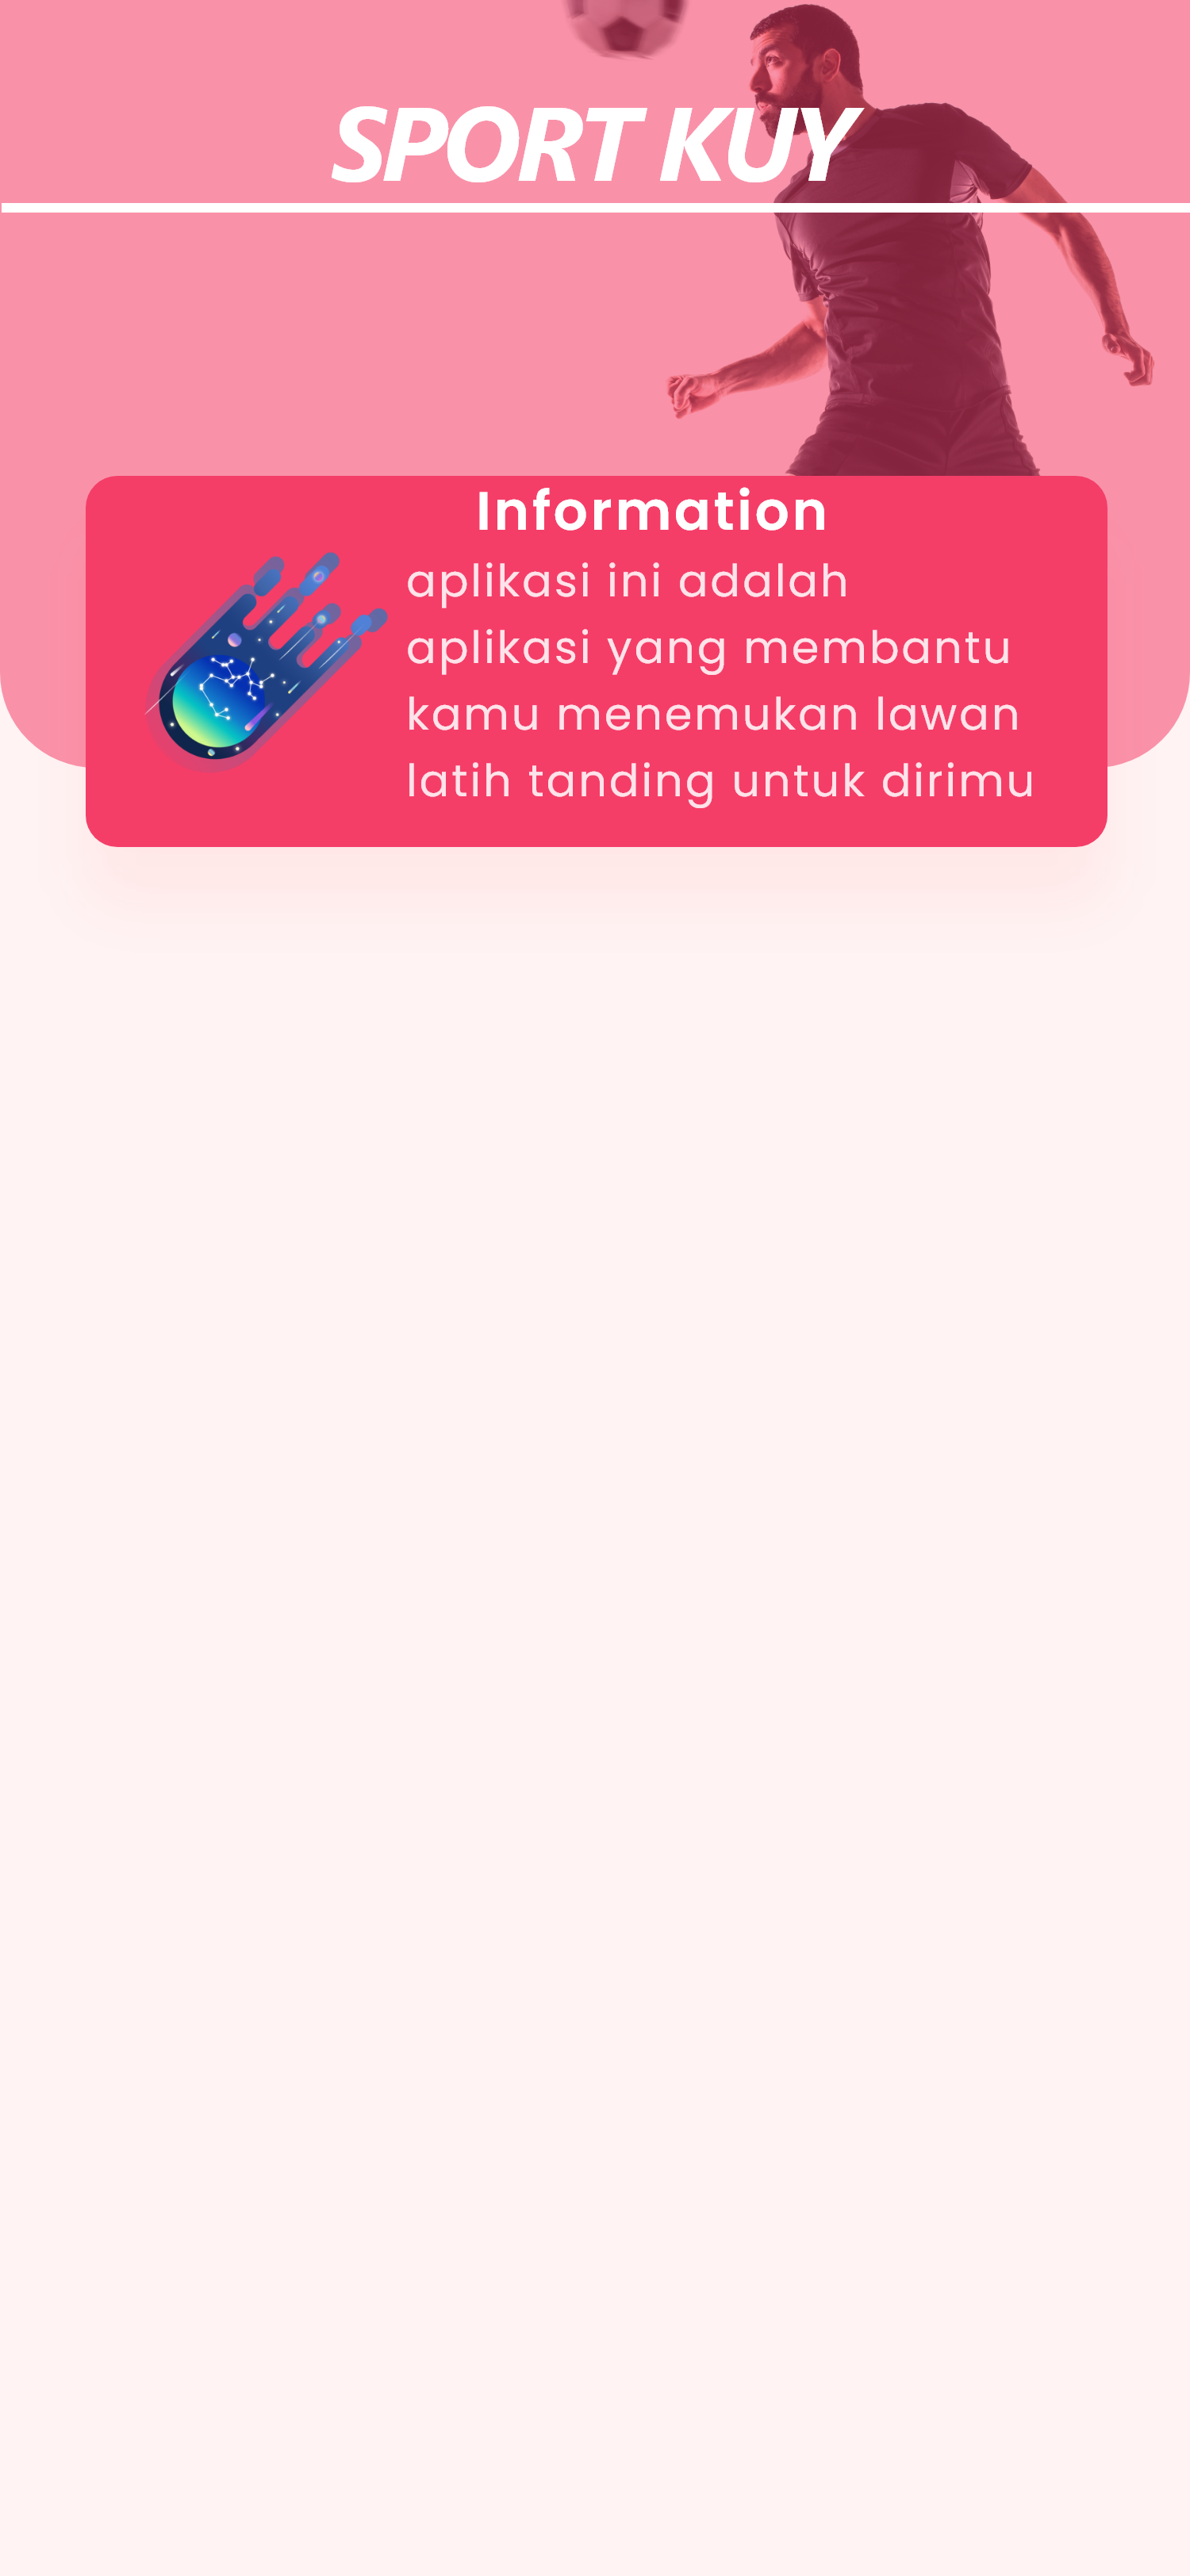 SPORT KUY
Information
aplikasi ini adalah
aplikasi yang membantu
kamu menemukan lawan
latih tanding untuk dirimu